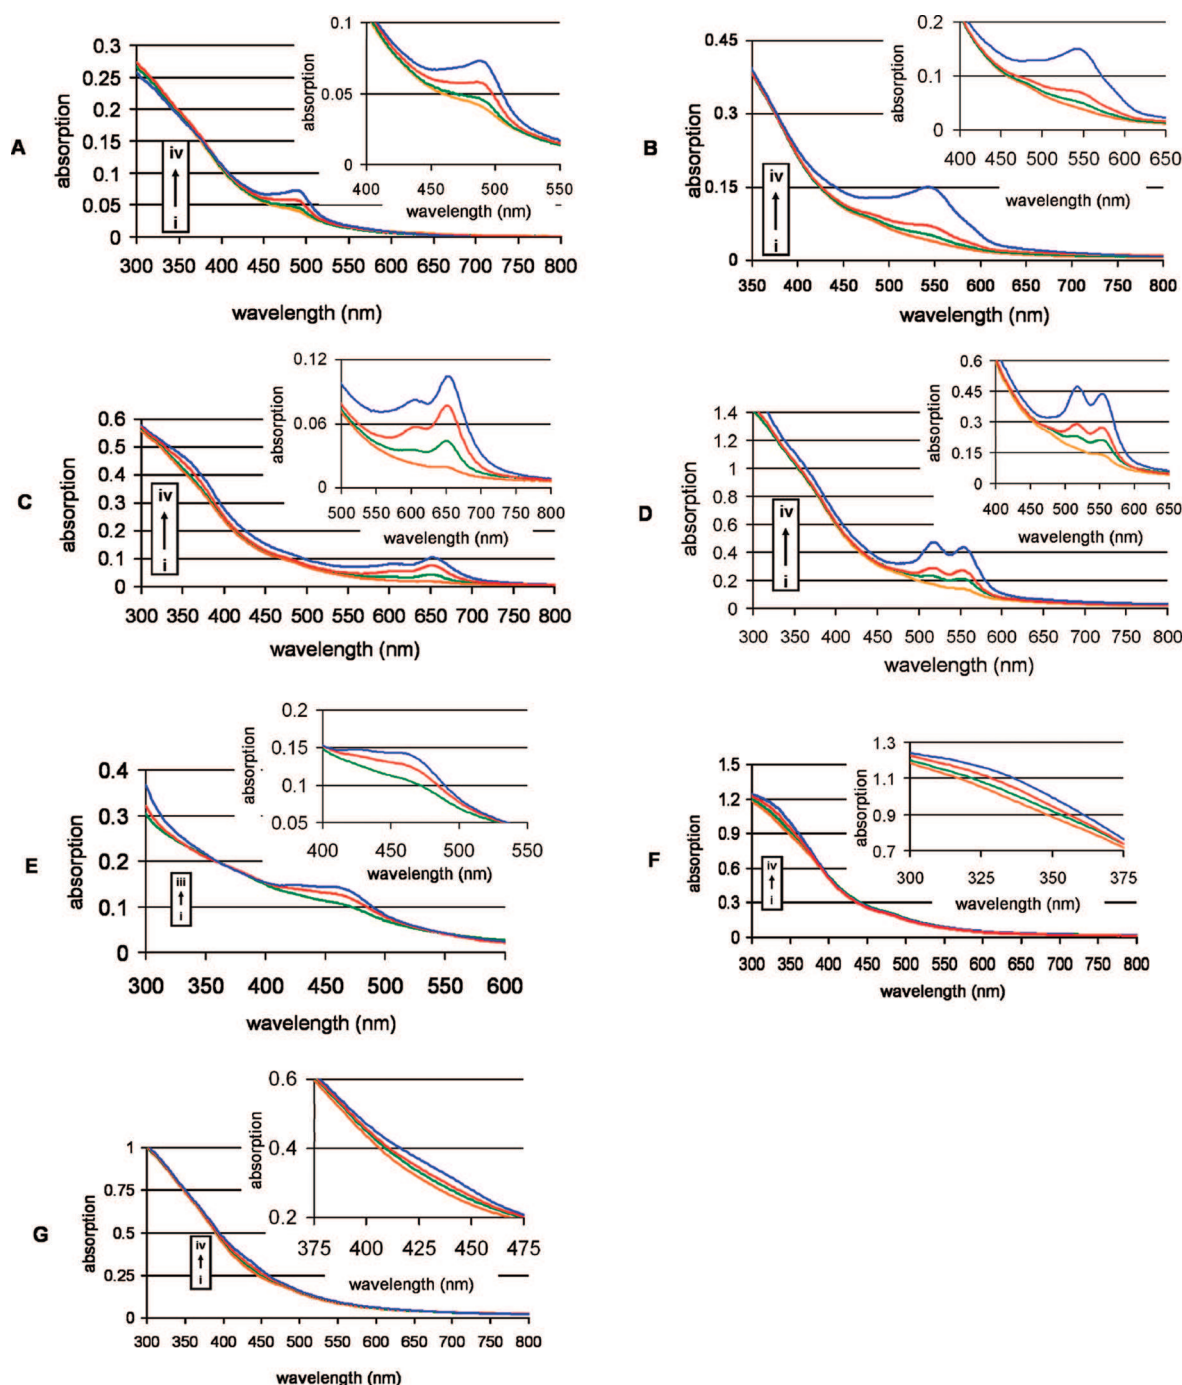 A
absorption
0.3
0.25
0.2
0.15
0.1
0.05
0
iv
i
300 350 400 450 500 550 600 650 700 750 800
wavelength (nm)
absorption
0.1
0.05
0
400 450 500 550
wavelength (nm)
B
absorption
0.45
0.3
0.15
0
iv
i
350 400 450 500 550 600 650 700 750 800
wavelength (nm)
absorption
0.2
0.1
0
400 450 500 550 600 650
wavelength (nm)
C
absorption
0.6
0.5
0.4
0.3
0.2
0.1
0
iv
i
300 350 400 450 500 550 600 650 700 750 800
wavelength (nm)
absorption
0.12
0.06
0
500 550 600 650 700 750 800
wavelength (nm)
D
absorption
1.4
1.2
1
0.8
0.6
0.4
0.2
0
iv
i
300 350 400 450 500 550 600 650 700 750 800
wavelength (nm)
absorption
0.6
0.45
0.3
0.15
0
400 450 500 550 600 650
wavelength (nm)
E
absorption
0.4
0.3
0.2
0.1
0
iii
i
300 350 400 450 500 550 600
wavelength (nm)
absorption
0.2
0.15
0.1
0.05
400 450 500 550
wavelength (nm)
F
absorption
1.5
1.2
0.9
0.6
0.3
0
iv
i
300 350 400 450 500 550 600 650 700 750 800
wavelength (nm)
absorption
1.3
1.1
0.9
0.7
300 325 350 375
wavelength (nm)
G
absorption
1
0.75
0.5
0.25
0
iv
i
300 350 400 450 500 550 600 650 700 750 800
wavelength (nm)
absorption
0.6
0.4
0.2
375 400 425 450 475
wavelength (nm)